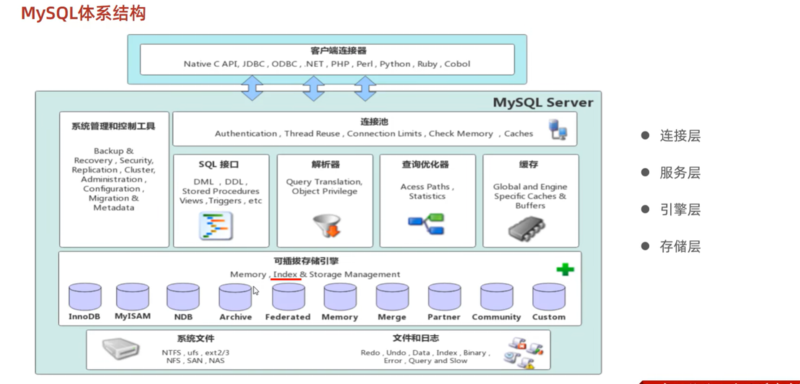 MySQL体系结构
客户端连接器
Native C API, JDBC , ODBC , .NET , PHP , Perl , Python , Ruby , Cobol
MySQL Server
系统管理和控制工具
Backup &
Recovery , Security,
Replication , Cluster,
Administration ,
Configuration ,
Migration &
Metadata
连接池
Authentication , Thread Reuse , Connection Limits , Check Memory , Caches
SQL 接口
DML , DDL ,
Stored Procedures
Views ,Triggers , etc
解析器
Query Translation,
Object Privilege
查询优化器
Acess Paths ,
Statistics
缓存
Global and Engine
Specific Caches &
Buffers
可插拔存储引擎
Memory , Index & Storage Management
InnoDB MyISAM NDB Archive Federated Memory Merge Partner Community Custom
系统文件
NTFS , ufs , ext2/3
NFS , SAN , NAS
文件和日志
Redo , Undo , Data , Index , Binary ,
Error , Query and Slow
连接层
服务层
引擎层
存储层